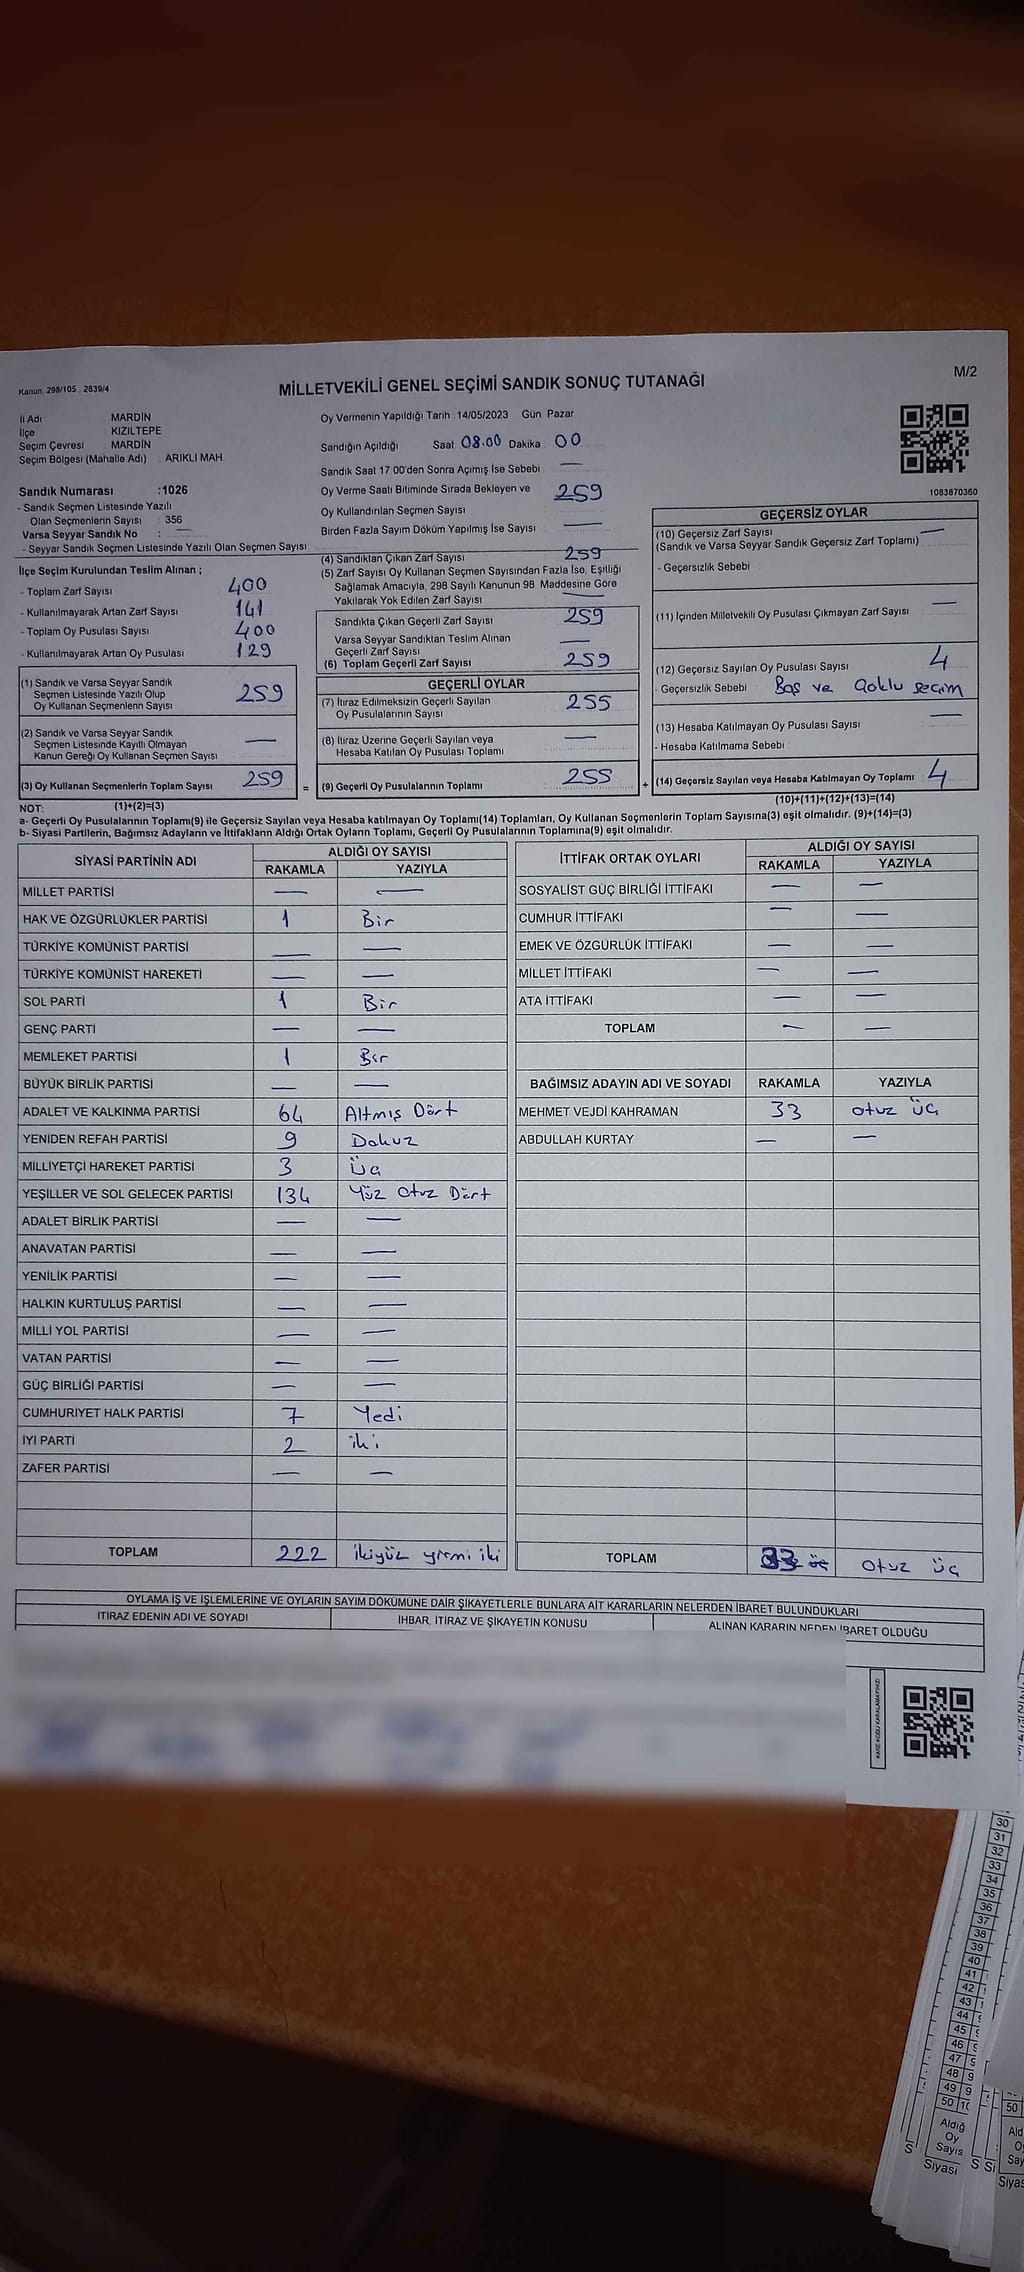 Kanun: 298/105 , 2839/4
MİLLETVEKİLİ GENEL SEÇİMİ SANDIK SONUÇ TUTANAĞI
M/2
İl Adı MARDİN
İlçe KIZILTEPE
Seçim Çevresi MARDİN
Seçim Bölgesi (Mahalle Adı) : ARIKLI MAH.
Sandık Numarası :1026
- Sandık Seçmen Listesinde Yazılı
Olan Seçmenlerin Sayısı : 356
Varsa Seyyar Sandık No : —
- Seyyar Sandık Seçmen Listesinde Yazılı Olan Seçmen Sayısı :
İlçe Seçim Kurulundan Teslim Alınan ;
- Toplam Zarf Sayısı 400
- Kullanılmayarak Artan Zarf Sayısı 141
- Toplam Oy Pusulası Sayısı 400
- Kullanılmayarak Artan Oy Pusulası 129
(1) Sandık ve Varsa Seyyar Sandık
Seçmen Listesinde Yazılı Olup
Oy Kullanan Seçmenlerin Sayısı 259
(2) Sandık ve Varsa Seyyar Sandık
Seçmen Listesinde Kayıtlı Olmayan
Kanun Gereği Oy Kullanan Seçmen Sayısı —
(3) Oy Kullanan Seçmenlerin Toplam Sayısı 259
Oy Vermenin Yapıldığı Tarih :14/05/2023 Gün: Pazar
Sandığın Açıldığı Saat 08.00 Dakika 00
Sandık Saat 17:00'den Sonra Açımış İse Sebebi —
Oy Verme Saati Bitiminde Sırada Bekleyen ve
Oy Kullandırılan Seçmen Sayısı 259
Birden Fazla Sayım Döküm Yapılmış İse Sayısı —
(4) Sandıktan Çıkan Zarf Sayısı 259
(5) Zarf Sayısı Oy Kullanan Seçmen Sayısından Fazla İse, Eşitliği
Sağlamak Amacıyla, 298 Sayılı Kanunun 98. Maddesine Göre
Yakılarak Yok Edilen Zarf Sayısı —
Sandıkta Çıkan Geçerli Zarf Sayısı 259
Varsa Seyyar Sandıktan Teslim Alınan
Geçerli Zarf Sayısı —
(6) Toplam Geçerli Zarf Sayısı 259
GEÇERLİ OYLAR
(7) İtiraz Edilmeksizin Geçerli Sayılan
Oy Pusulalarının Sayısı 255
(8) İtiraz Üzerine Geçerli Sayılan veya
Hesaba Katılan Oy Pusulası Toplamı —
= (9) Geçerli Oy Pusulalarının Toplamı 255
1083870360
GEÇERSİZ OYLAR
(10) Geçersiz Zarf Sayısı —
(Sandık ve Varsa Seyyar Sandık Geçersiz Zarf Toplamı)
- Geçersizlik Sebebi
(11) İçinden Milletvekili Oy Pusulası Çıkmayan Zarf Sayısı —
(12) Geçersiz Sayılan Oy Pusulası Sayısı 4
- Geçersizlik Sebebi Boş ve Çoklu seçim
(13) Hesaba Katılmayan Oy Pusulası Sayısı —
- Hesaba Katılmama Sebebi
+ (14) Geçersiz Sayılan veya Hesaba Katılmayan Oy Toplamı 4
NOT: (1)+(2)=(3) (10)+(11)+(12)+(13)=(14)
a- Geçerli Oy Pusulalarının Toplamı(9) ile Geçersiz Sayılan veya Hesaba katılmayan Oy Toplamı(14) Toplamları, Oy Kullanan Seçmenlerin Toplam Sayısına(3) eşit olmalıdır. (9)+(14)=(3)
b- Siyasi Partilerin, Bağımsız Adayların ve İttifakların Aldığı Ortak Oyların Toplamı, Geçerli Oy Pusulalarının Toplamına(9) eşit olmalıdır.
SİYASİ PARTİNİN ADI ALDIĞI OY SAYISI
RAKAMLA YAZIYLA
MİLLET PARTİSİ — —
HAK VE ÖZGÜRLÜKLER PARTİSİ 1 Bir
TÜRKİYE KOMÜNİST PARTİSİ — —
TÜRKİYE KOMÜNİST HAREKETİ — —
SOL PARTİ 1 Bir
GENÇ PARTİ — —
MEMLEKET PARTİSİ 1 Bir
BÜYÜK BİRLİK PARTİSİ — —
ADALET VE KALKINMA PARTİSİ 64 Altmış Dört
YENİDEN REFAH PARTİSİ 9 Dokuz
MİLLİYETÇİ HAREKET PARTİSİ 3 Üç
YEŞİLLER VE SOL GELECEK PARTİSİ 134 Yüz Otuz Dört
ADALET BİRLİK PARTİSİ — —
ANAVATAN PARTİSİ — —
YENİLİK PARTİSİ — —
HALKIN KURTULUŞ PARTİSİ — —
MİLLİ YOL PARTİSİ — —
VATAN PARTİSİ — —
GÜÇ BİRLİĞİ PARTİSİ — —
CUMHURİYET HALK PARTİSİ 7 Yedi
İYİ PARTİ 2 iki
ZAFER PARTİSİ — —
TOPLAM 222 ikiyüz yirmi iki
İTTİFAK ORTAK OYLARI ALDIĞI OY SAYISI
RAKAMLA YAZIYLA
SOSYALİST GÜÇ BİRLİĞİ İTTİFAKI — —
CUMHUR İTTİFAKI — —
EMEK VE ÖZGÜRLÜK İTTİFAKI — —
MİLLET İTTİFAKI — —
ATA İTTİFAKI — —
TOPLAM — —
BAĞIMSIZ ADAYIN ADI VE SOYADI RAKAMLA YAZIYLA
MEHMET VEJDİ KAHRAMAN 33 otuz üç
ABDULLAH KURTAY — —
TOPLAM 33 otuz üç
OYLAMA İŞ VE İŞLEMLERİNE VE OYLARIN SAYIM DÖKÜMÜNE DAİR ŞİKAYETLERLE BUNLARA AİT KARARLARIN NELERDEN İBARET BULUNDUKLARI
İTİRAZ EDENİN ADI VE SOYADI İHBAR, İTİRAZ VE ŞİKAYETİN KONUSU ALINAN KARARIN NEDEN İBARET OLDUĞU
KARE KODU KARALAMAYINIZ!
30
31
32
33
34
35
36
37
38
39
40
41
42
43
44
45
46
47
48 9
49 9
50 10
50
Aldığı
Oy
Sayıs
Siyasi
Ald
Say
Siyas